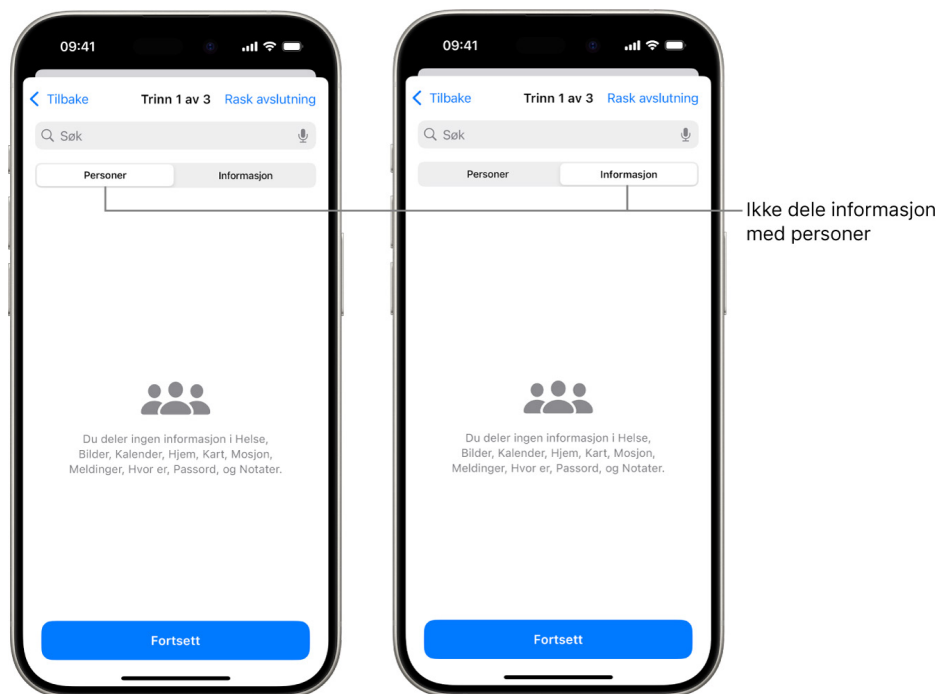 09:41
Tilbake
Trinn 1 av 3
Rask avslutning
Søk
Personer
Informasjon
Du deler ingen informasjon i Helse,
Bilder, Kalender, Hjem, Kart, Mosjon,
Meldinger, Hvor er, Passord, og Notater.
Fortsett
09:41
Tilbake
Trinn 1 av 3
Rask avslutning
Søk
Personer
Informasjon
Du deler ingen informasjon i Helse,
Bilder, Kalender, Hjem, Kart, Mosjon,
Meldinger, Hvor er, Passord, og Notater.
Fortsett
Ikke dele informasjon
med personer